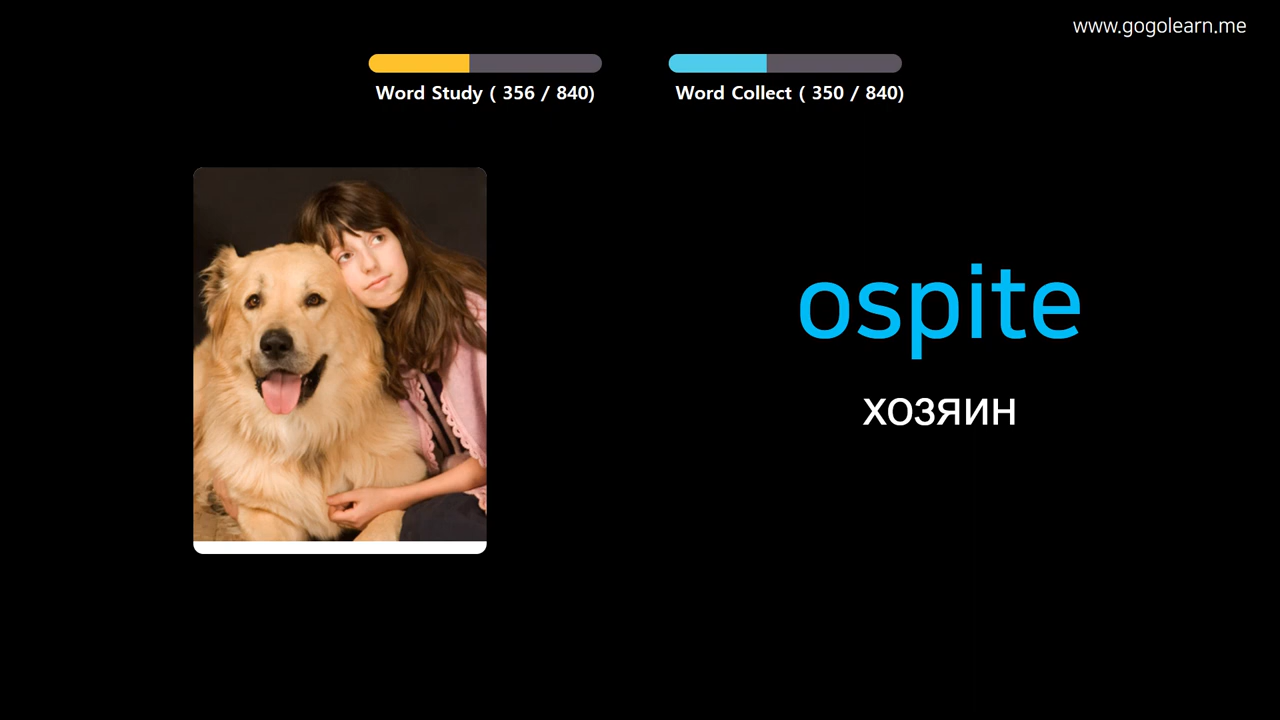 www.gogolearn.me
Word Study ( 356 / 840)
Word Collect ( 350 / 840)
ospite
хозяин